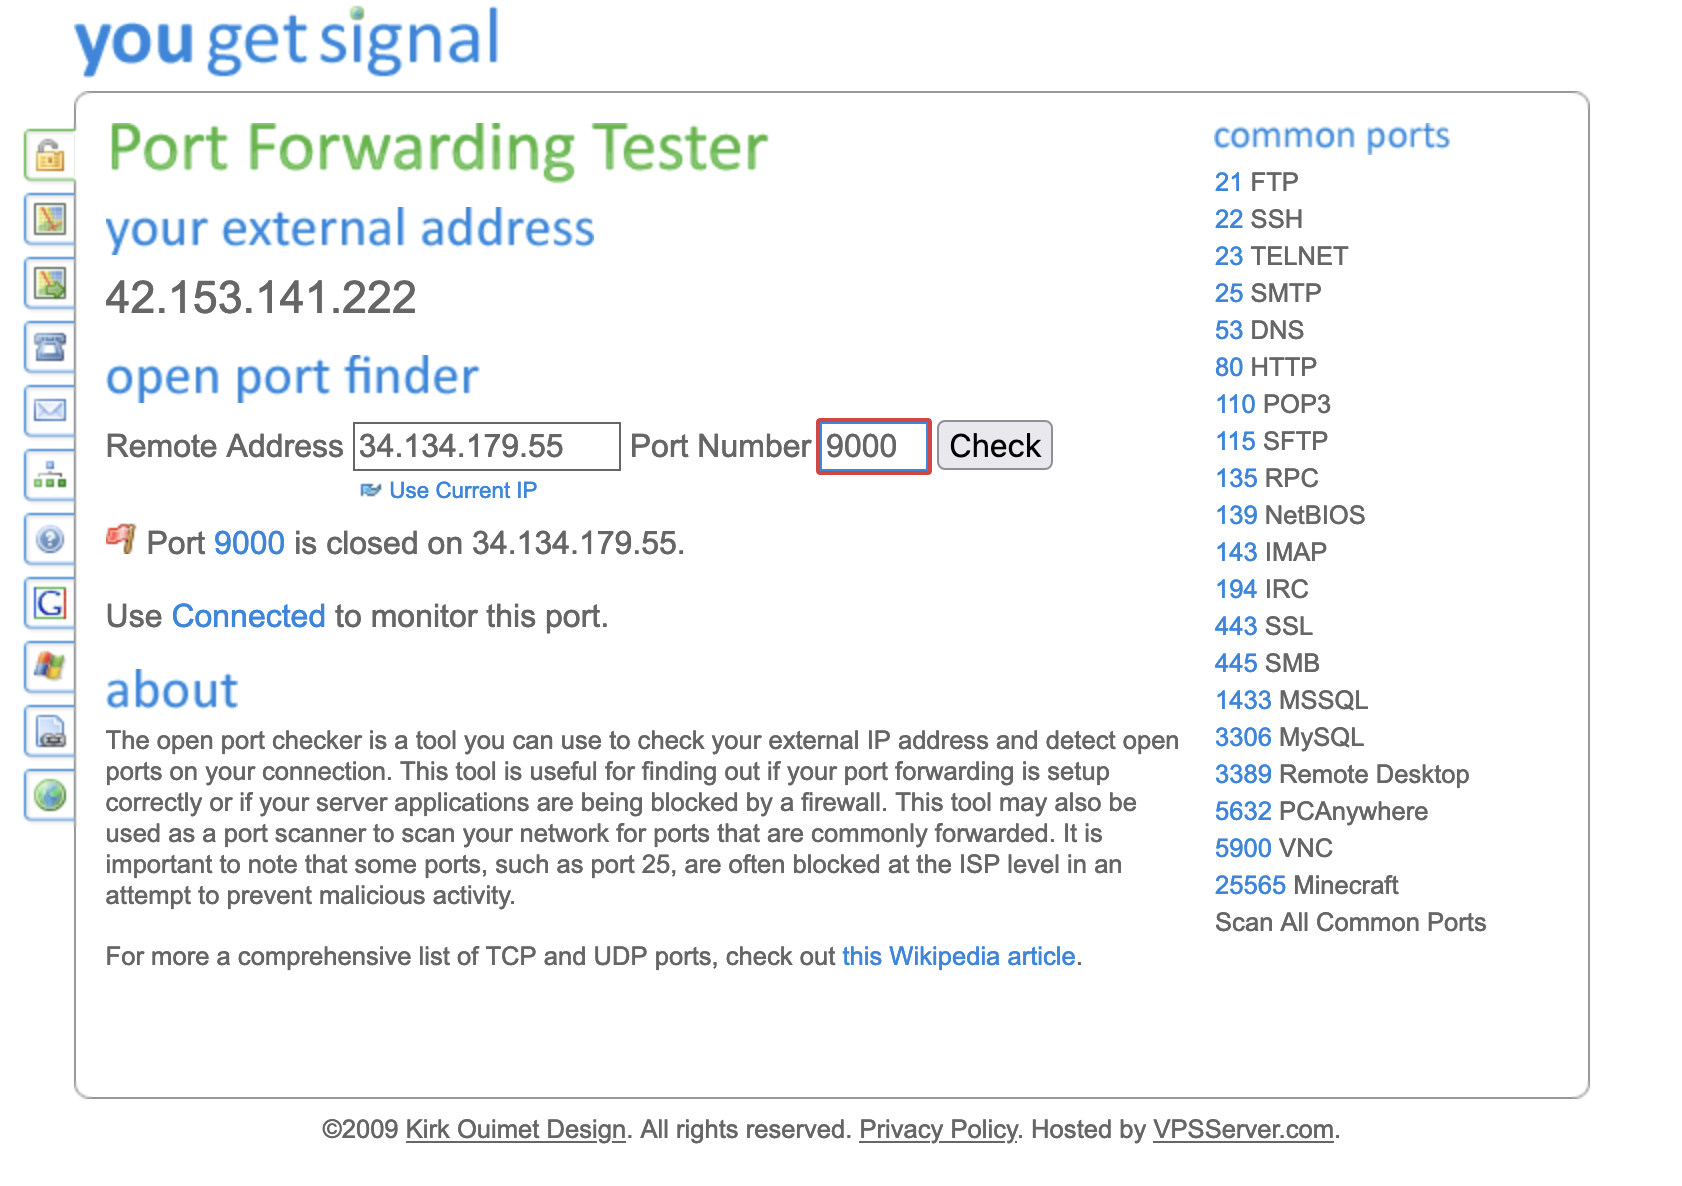 you get signal
Port Forwarding Tester
your external address
42.153.141.222
open port finder
Remote Address 34.134.179.55 Port Number 9000 Check
Use Current IP
Port 9000 is closed on 34.134.179.55.
Use Connected to monitor this port.
about
The open port checker is a tool you can use to check your external IP address and detect open
ports on your connection. This tool is useful for finding out if your port forwarding is setup
correctly or if your server applications are being blocked by a firewall. This tool may also be
used as a port scanner to scan your network for ports that are commonly forwarded. It is
important to note that some ports, such as port 25, are often blocked at the ISP level in an
attempt to prevent malicious activity.
For more a comprehensive list of TCP and UDP ports, check out this Wikipedia article.
common ports
21 FTP
22 SSH
23 TELNET
25 SMTP
53 DNS
80 HTTP
110 POP3
115 SFTP
135 RPC
139 NetBIOS
143 IMAP
194 IRC
443 SSL
445 SMB
1433 MSSQL
3306 MySQL
3389 Remote Desktop
5632 PCAnywhere
5900 VNC
25565 Minecraft
Scan All Common Ports
©2009 Kirk Ouimet Design. All rights reserved. Privacy Policy. Hosted by VPSServer.com.